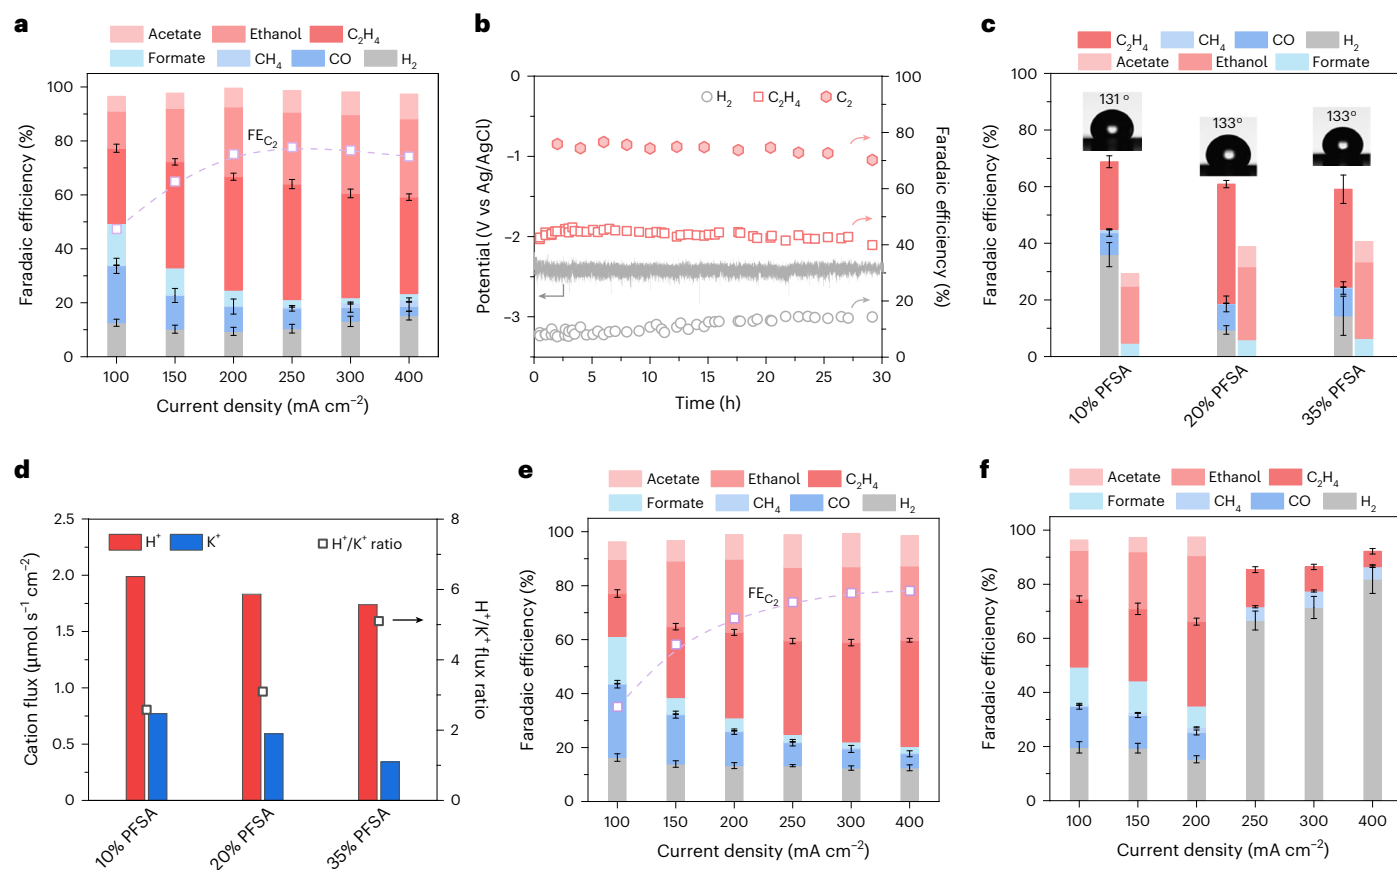 a
Acetate Ethanol C₂H₄
Formate CH₄ CO H₂
Faradaic efficiency (%)
100
80
60
40
20
0
FE_C₂
100 150 200 250 300 400
Current density (mA cm⁻²)
b
Potential (V vs Ag/AgCl)
0
–1
–2
–3
H₂ C₂H₄ C₂
100
80
60
40
20
0
Faradaic efficiency (%)
0 5 10 15 20 25 30
Time (h)
c
C₂H₄ CH₄ CO H₂
Acetate Ethanol Formate
Faradaic efficiency (%)
100
80
60
40
20
0
131 °
133°
133°
10% PFSA
20% PFSA
35% PFSA
d
Cation flux (µmol s⁻¹ cm⁻²)
2.5
2.0
1.5
1.0
0.5
0
H⁺ K⁺ H⁺/K⁺ ratio
8
6
4
2
0
H⁺/K⁺ flux ratio
10% PFSA
20% PFSA
35% PFSA
e
Acetate Ethanol C₂H₄
Formate CH₄ CO H₂
Faradaic efficiency (%)
100
80
60
40
20
0
FE_C₂
100 150 200 250 300 400
Current density (mA cm⁻²)
f
Acetate Ethanol C₂H₄
Formate CH₄ CO H₂
Faradaic efficiency (%)
100
80
60
40
20
0
100 150 200 250 300 400
Current density (mA cm⁻²)